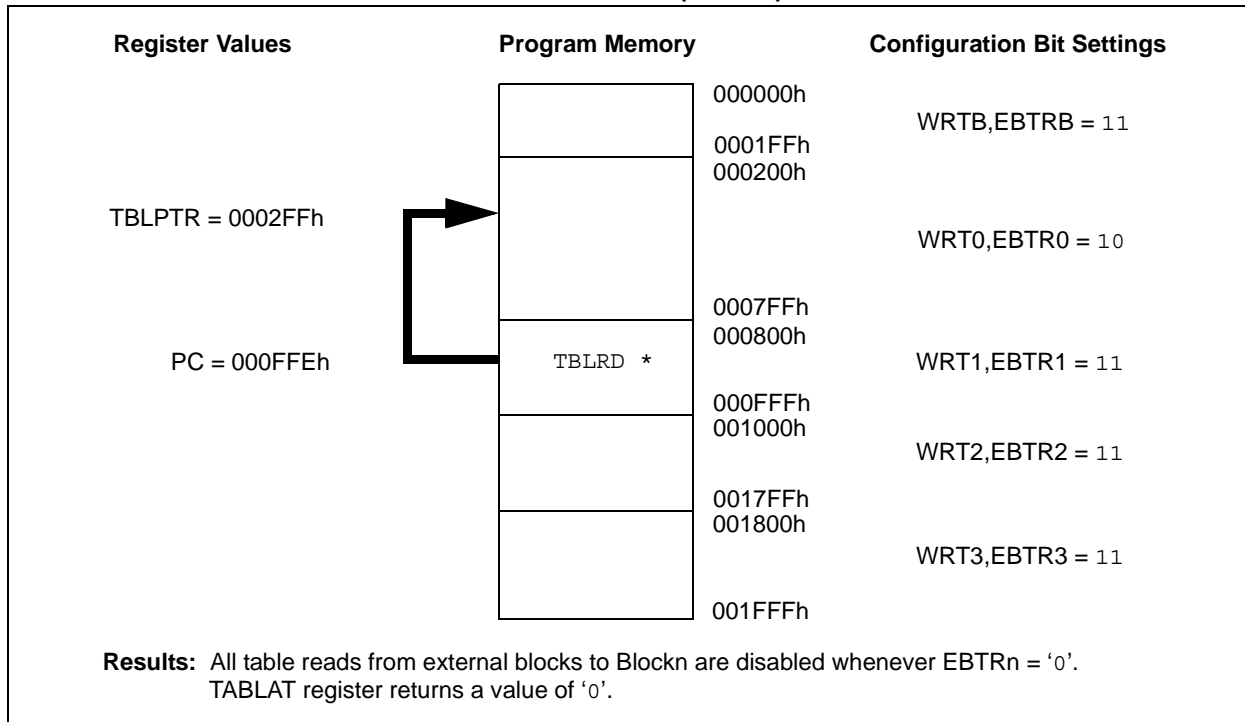 Register Values Program Memory Configuration Bit Settings
000000h
WRTB,EBTRB = 11
0001FFh
000200h
TBLPTR = 0002FFh
WRT0,EBTR0 = 10
0007FFh
000800h
PC = 000FFEh TBLRD * WRT1,EBTR1 = 11
000FFFh
001000h
WRT2,EBTR2 = 11
0017FFh
001800h
WRT3,EBTR3 = 11
001FFFh
Results: All table reads from external blocks to Blockn are disabled whenever EBTRn = ‘0’.
TABLAT register returns a value of ‘0’.